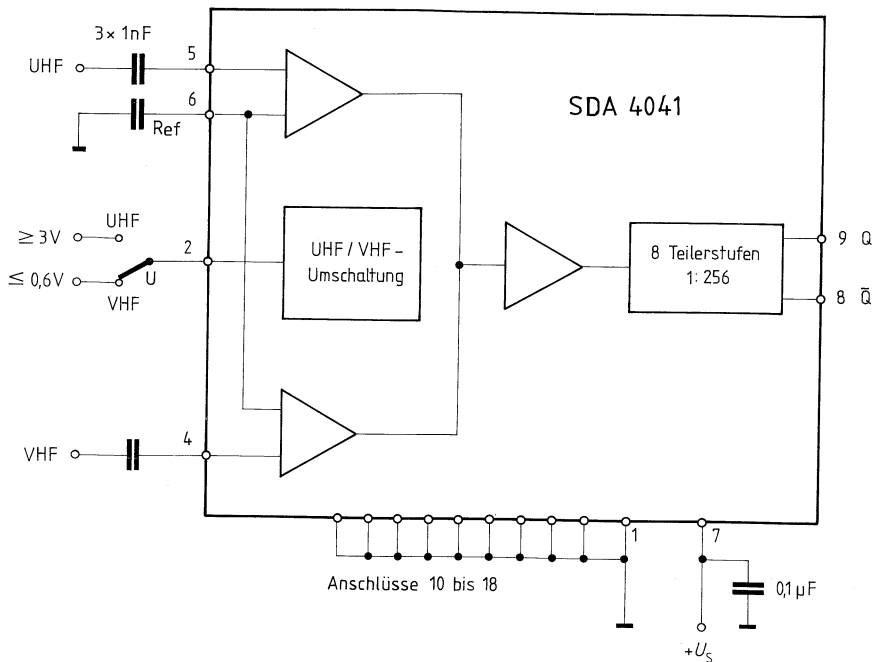 3 × 1nF
UHF
5
6
Ref
SDA 4041
UHF
≥ 3V
2
≤ 0,6V
U
VHF
UHF / VHF –
Umschaltung
8 Teilerstufen
1: 256
9 Q
8 Q̄
VHF
4
1
7
Anschlüsse 10 bis 18
0,1 µF
+U_S